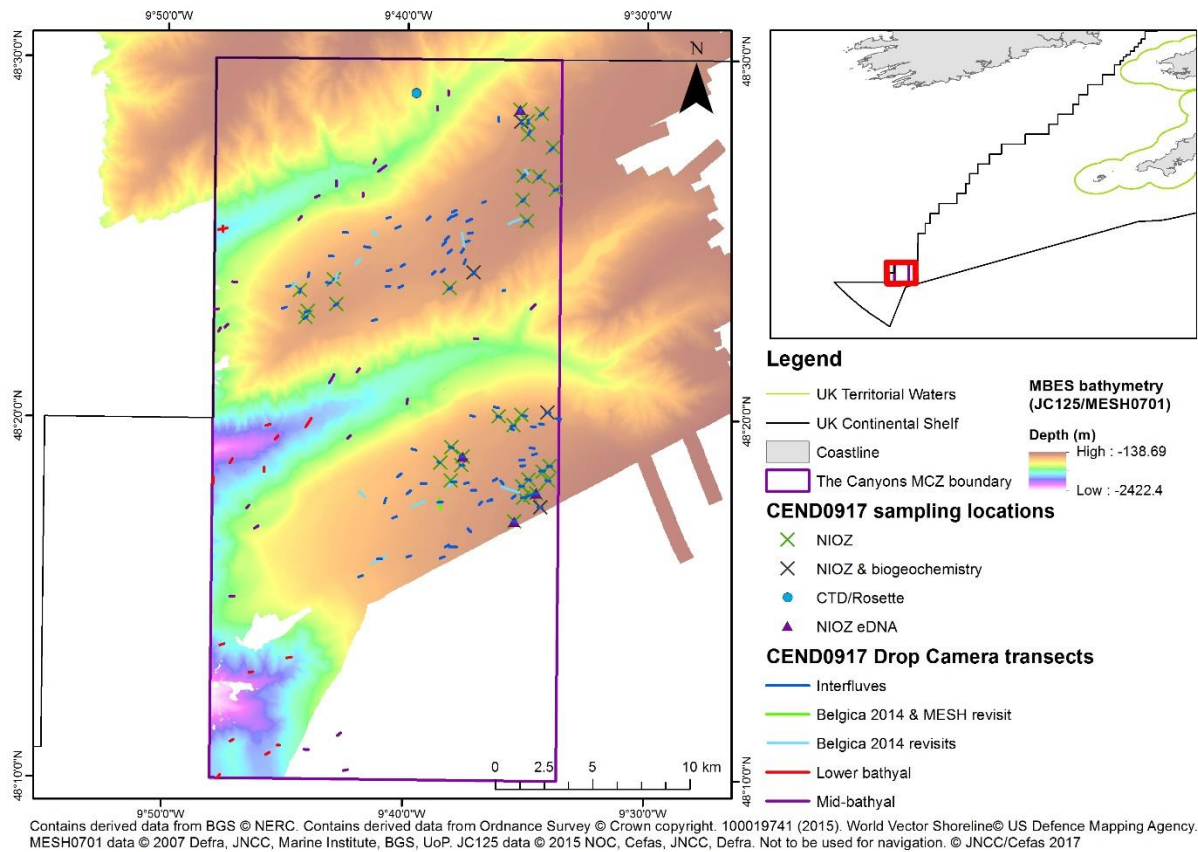 9°50'0"W
9°40'0"W
9°30'0"W
48°30'0"N
48°30'0"N
N
48°20'0"N
48°20'0"N
48°10'0"N
48°10'0"N
0 2.5 5 10 km
9°50'0"W
9°40'0"W
9°30'0"W
Legend
UK Territorial Waters
UK Continental Shelf
Coastline
The Canyons MCZ boundary
MBES bathymetry
(JC125/MESH0701)
Depth (m)
High : -138.69
Low : -2422.4
CEND0917 sampling locations
NIOZ
NIOZ & biogeochemistry
CTD/Rosette
NIOZ eDNA
CEND0917 Drop Camera transects
Interfluves
Belgica 2014 & MESH revisit
Belgica 2014 revisits
Lower bathyal
Mid-bathyal
Contains derived data from BGS © NERC. Contains derived data from Ordnance Survey © Crown copyright. 100019741 (2015). World Vector Shoreline© US Defence Mapping Agency.
MESH0701 data © 2007 Defra, JNCC, Marine Institute, BGS, UoP. JC125 data © 2015 NOC, Cefas, JNCC, Defra. Not to be used for navigation. © JNCC/Cefas 2017